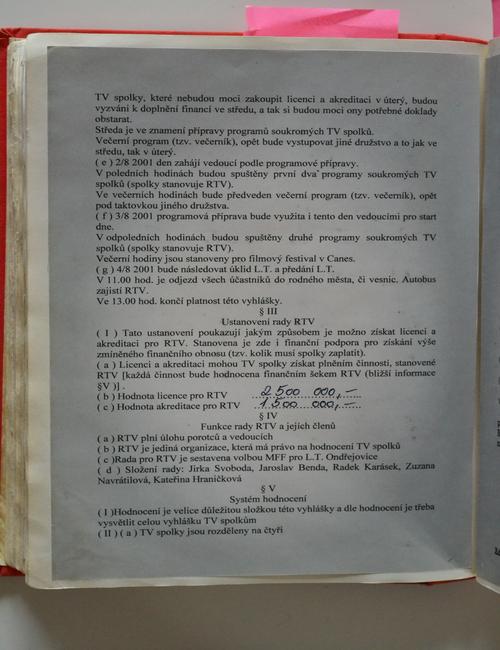 TV spolky, které nebudou moci zakoupit licenci a akreditaci v úterý, budou
vyzváni k doplnění financí ve středu, a tak si budou moci ony potřebné doklady
obstarat.
Středa je ve znamení přípravy programů soukromých TV spolků.
Večerní program (tzv. večerník), opět bude vystupovat jiné družstvo a to jak ve
středu, tak v úterý.
( e ) 2/8 2001 den zahájí vedoucí podle programové přípravy.
V poledních hodinách budou spuštěny první dva programy soukromých TV
spolků (spolky stanovuje RTV).
Ve večerních hodinách bude předveden večerní program (tzv. večerník), opět
pod taktovkou jiného družstva.
( f ) 3/8 2001 programová příprava bude využita i tento den vedoucími pro start
dne.
V odpoledních hodinách budou spuštěny druhé programy soukromých TV
spolků (spolky stanovuje RTV).
Večerní hodiny jsou stanoveny pro filmový festival v Canes.
( g ) 4/8 2001 bude následovat úklid L.T. a předání L.T.
V 11.00 hod. je odjezd všech účastníků do rodného města, či vesnic. Autobus
zajistí RTV.
Ve 13.00 hod. končí platnost této vyhlášky.
§ III
Ustanovení rady RTV
( I ) Tato ustanovení poukazují jakým způsobem je možno získat licenci a
akreditaci pro RTV. Stanovena je zde i finanční podpora pro získání výše
zmíněného finančního obnosu (tzv. kolik musí spolky zaplatit).
( a ) Licenci a akreditaci mohou TV spolky získat plněním činností, stanovené
RTV [každá činnost bude hodnocena finančním šekem RTV (bližší informace
§V )] .
( b ) Hodnota licence pro RTV 2 500 000,-
( c ) Hodnota akreditace pro RTV 1 500 000,-
§ IV
Funkce rady RTV a jejích členů
( a ) RTV plní úlohu porotců a vedoucích
( b ) RTV je jediná organizace, která má právo na hodnocení TV spolků
( c )Rada pro RTV je sestavena volbou MFF pro L.T. Ondřejovice
( d ) Složení rady: Jirka Svoboda, Jaroslav Benda, Radek Karásek, Zuzana
Navrátilová, Kateřina Hraničková
§ V
Systém hodnocení
( I )Hodnocení je velice důležitou složkou této vyhlášky a dle hodnocení je třeba
vysvětlit celou vyhlášku TV spolkům
( II ) ( a ) TV spolky jsou rozděleny na čtyři